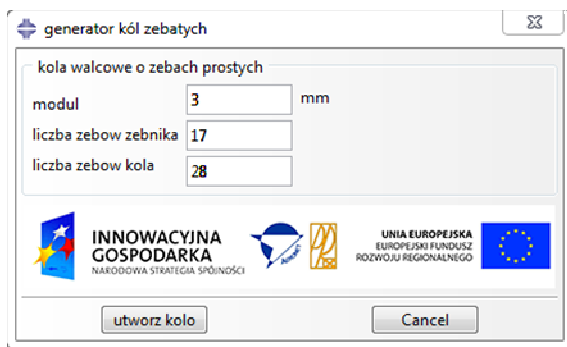 generator kól zebatych
kola walcowe o zebach prostych
modul 3 mm
liczba zebow zebnika 17
liczba zebow kola 28
INNOWACYJNA
GOSPODARKA
NARODOWA STRATEGIA SPÓJNOŚCI
UNIA EUROPEJSKA
EUROPEJSKI FUNDUSZ
ROZWOJU REGIONALNEGO
utworz kolo Cancel